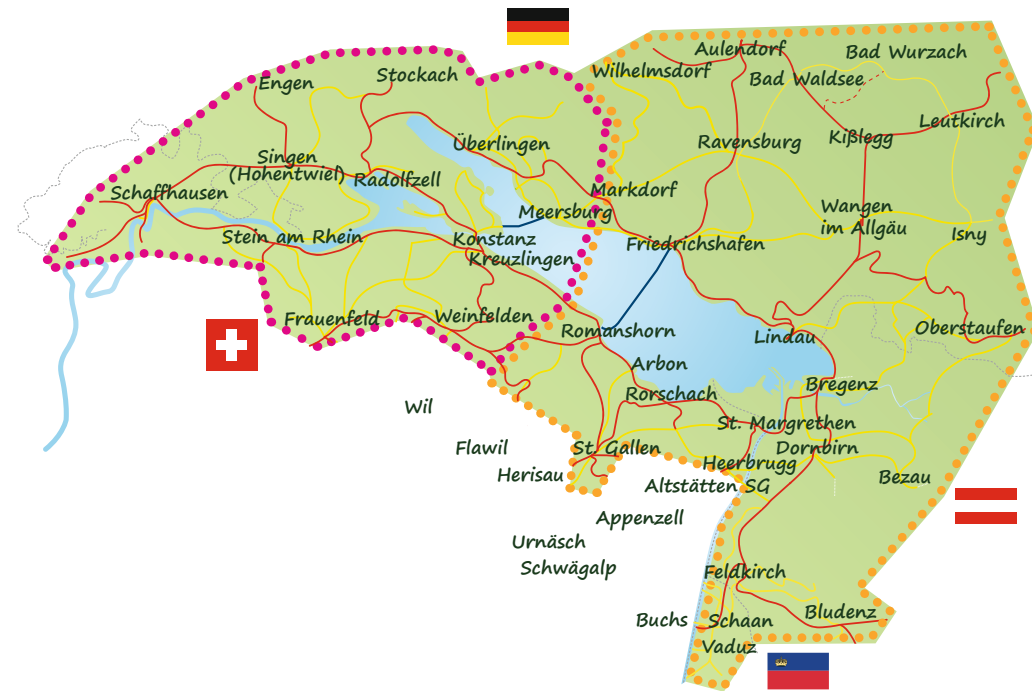 Aulendorf
Bad Wurzach
Wilhelmsdorf
Stockach
Bad Waldsee
Engen
Leutkirch
Kißlegg
Überlingen
Ravensburg
Singen
(Hohentwiel)
Radolfzell
Schaffhausen
Markdorf
Meersburg
Wangen
im Allgäu
Isny
Stein am Rhein
Konstanz
Friedrichshafen
Kreuzlingen
Frauenfeld
Weinfelden
Romanshorn
Lindau
Oberstaufen
Arbon
Bregenz
Rorschach
Wil
St. Margrethen
Flawil
St. Gallen
Dornbirn
Heerbrugg
Herisau
Bezau
Altstätten SG
Appenzell
Urnäsch
Schwägalp
Feldkirch
Buchs
Schaan
Bludenz
Vaduz